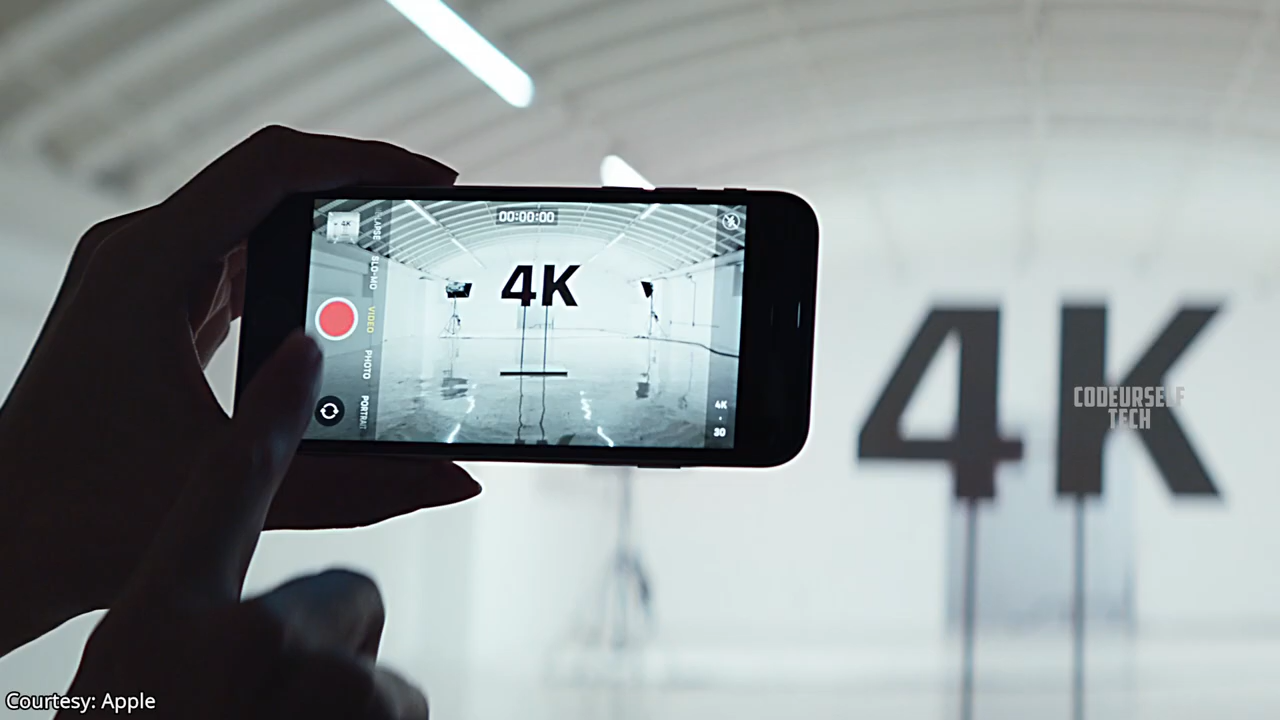 00:00:00
4K
SLO-MO
VIDEO
PHOTO
PORTRAIT
4K
30
4K
CODEURSELF
TECH
Courtesy: Apple